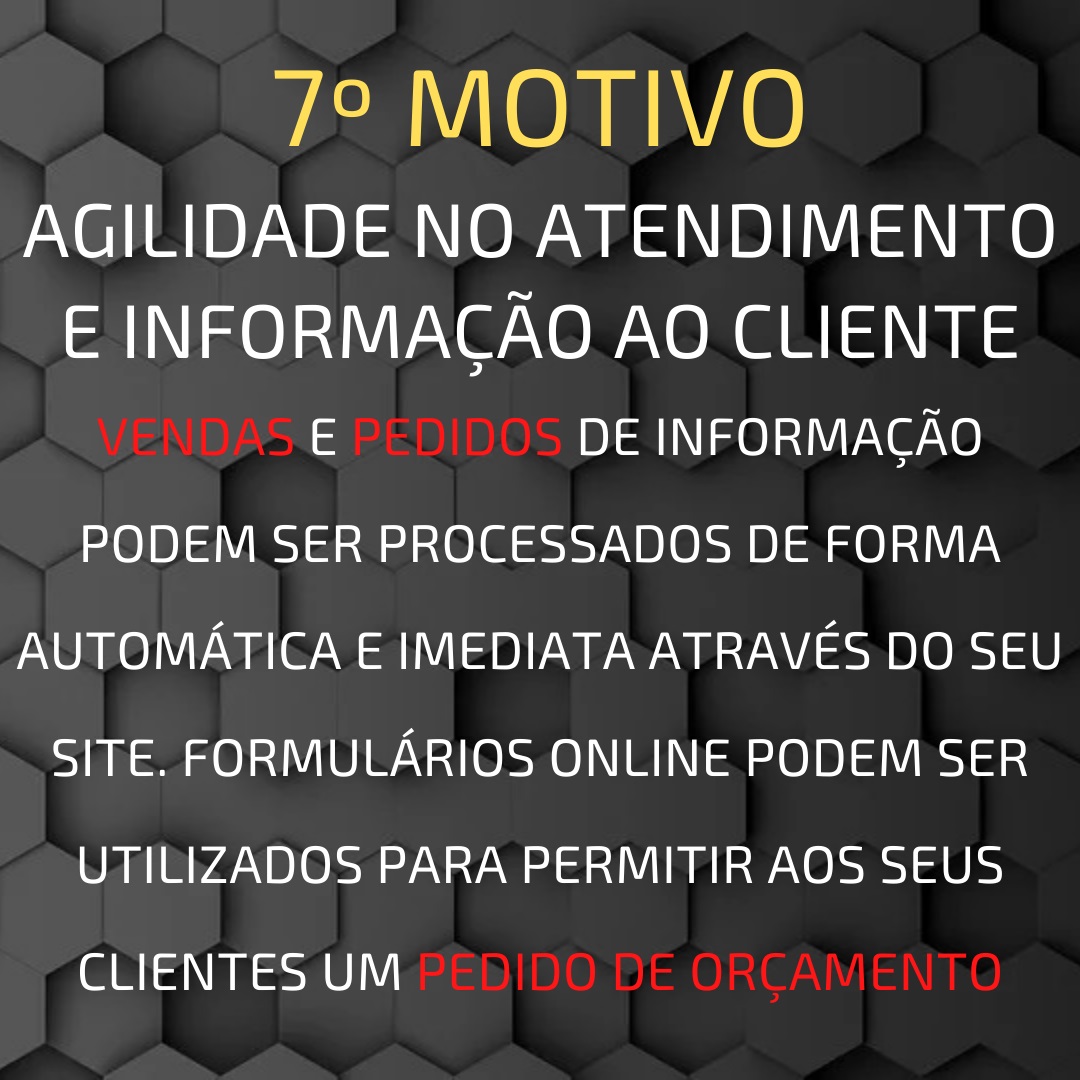 7º MOTIVO
AGILIDADE NO ATENDIMENTO
E INFORMAÇÃO AO CLIENTE
VENDAS E PEDIDOS DE INFORMAÇÃO
PODEM SER PROCESSADOS DE FORMA
AUTOMÁTICA E IMEDIATA ATRAVÉS DO SEU
SITE. FORMULÁRIOS ONLINE PODEM SER
UTILIZADOS PARA PERMITIR AOS SEUS
CLIENTES UM PEDIDO DE ORÇAMENTO